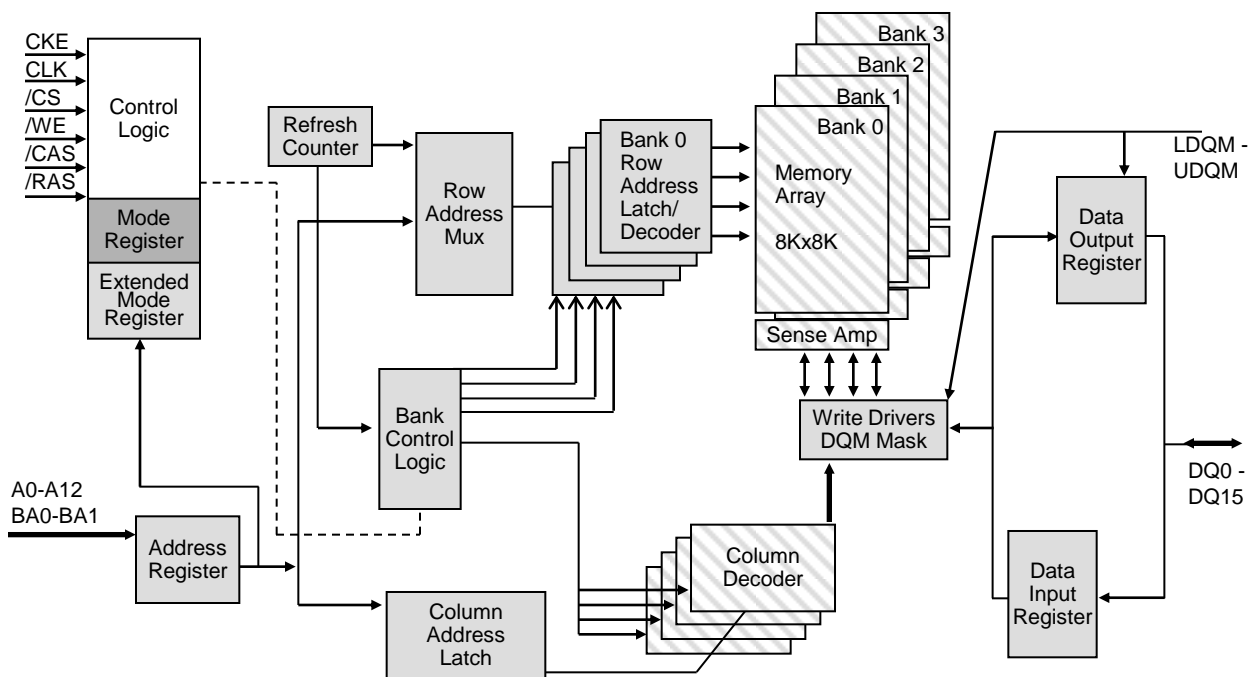 CKE
CLK
/CS
/WE
/CAS
/RAS
Control
Logic
Mode
Register
Extended
Mode
Register
Refresh
Counter
Row
Address
Mux
Bank 0
Row
Address
Latch/
Decoder
Bank 3
Bank 2
Bank 1
Bank 0
Memory
Array
8Kx8K
Sense Amp
LDQM -
UDQM
Data
Output
Register
Bank
Control
Logic
Write Drivers
DQM Mask
DQ0 -
DQ15
A0-A12
BA0-BA1
Address
Register
Column
Decoder
Data
Input
Register
Column
Address
Latch